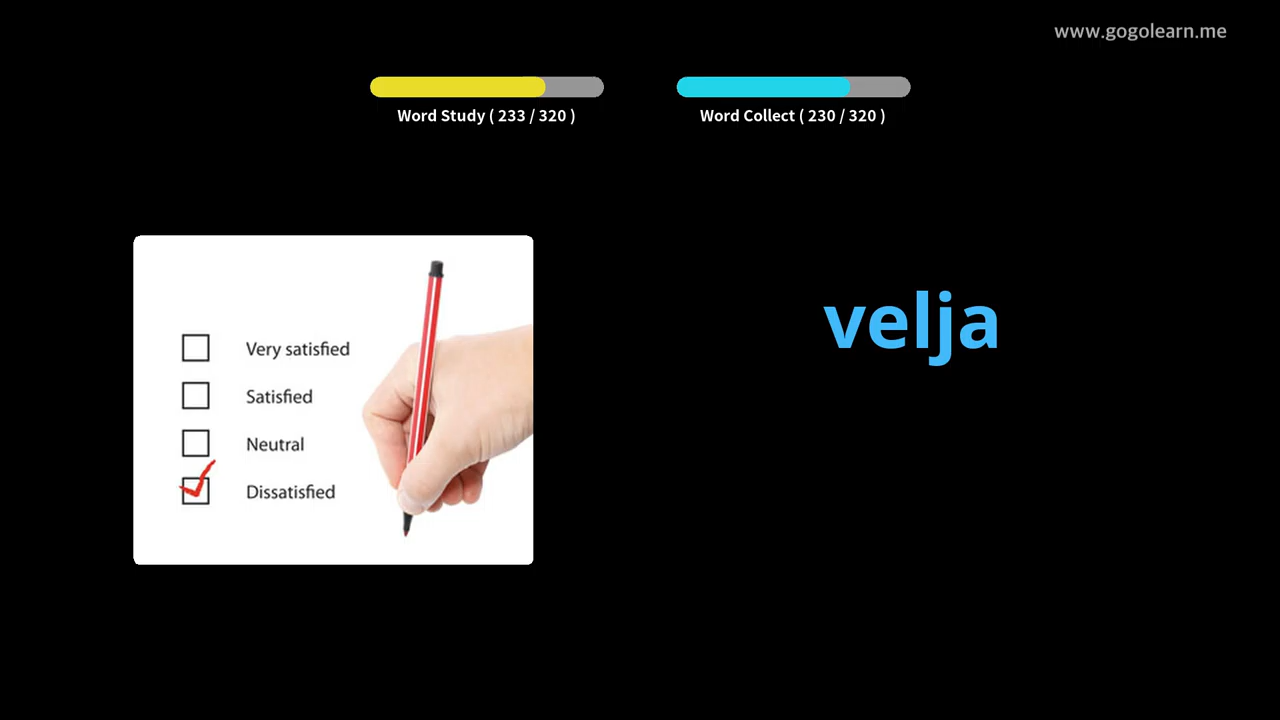 www.gogolearn.me
Word Study ( 233 / 320 )
Word Collect ( 230 / 320 )
velja
Very satisfied
Satisfied
Neutral
Dissatisfied